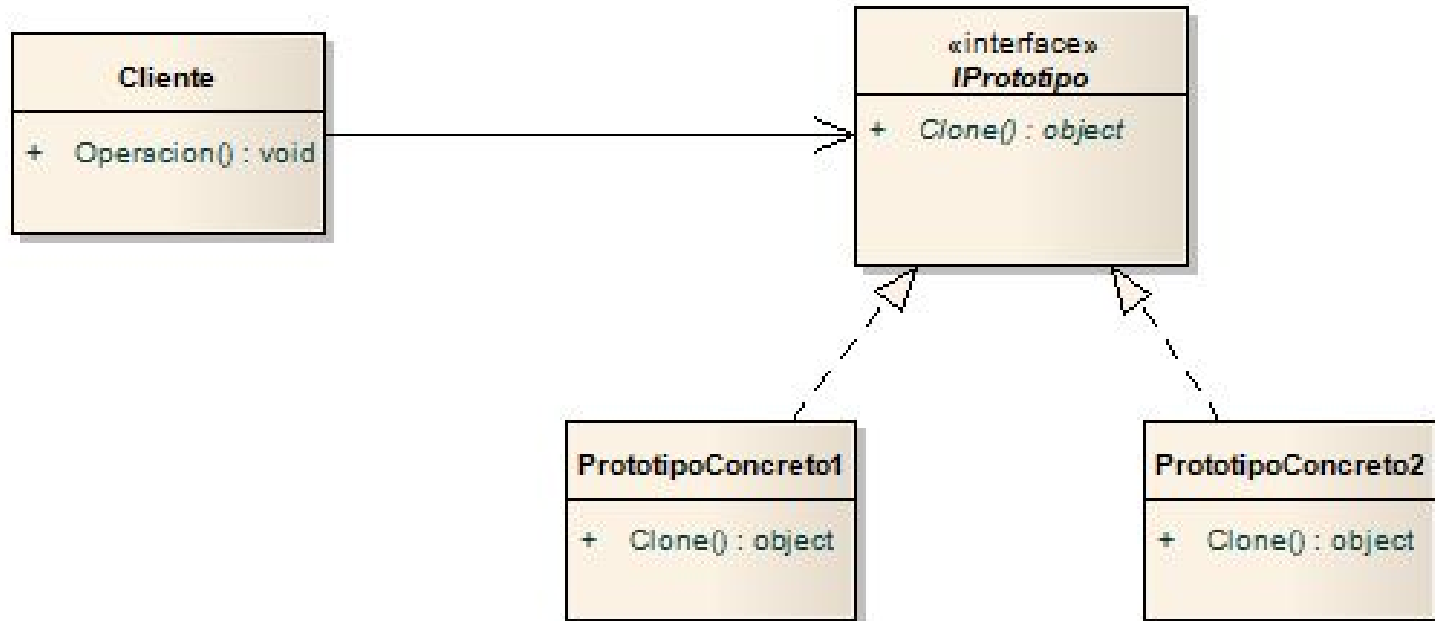 Cliente
+ Operacion() : void
«interface»
IPrototipo
+ Clone() : object
PrototipoConcreto1
+ Clone() : object
PrototipoConcreto2
+ Clone() : object